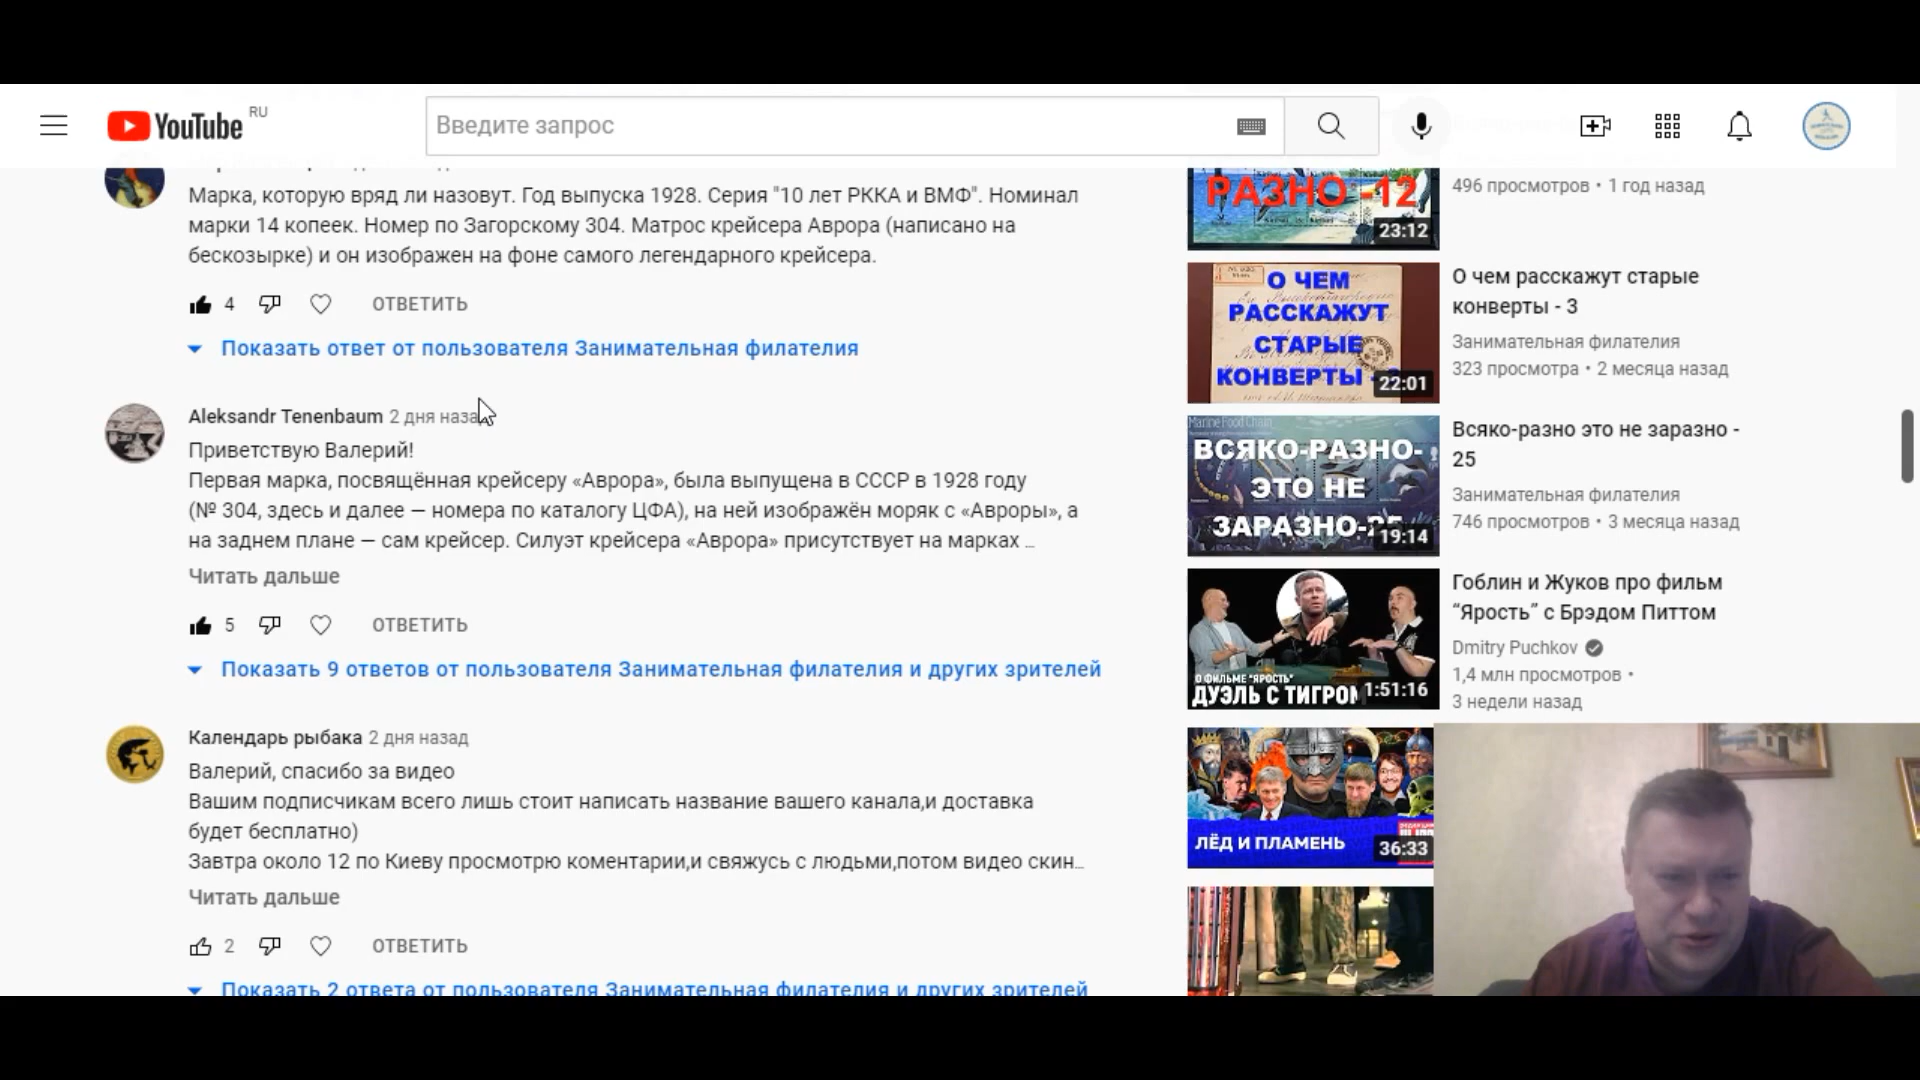 YouTube RU
Введите запрос
Марка, которую вряд ли назовут. Год выпуска 1928. Серия "10 лет РККА и ВМФ". Номинал
марки 14 копеек. Номер по Загорскому 304. Матрос крейсера Аврора (написано на
бескозырке) и он изображен на фоне самого легендарного крейсера.
4 ОТВЕТИТЬ
Показать ответ от пользователя Занимательная филателия
Aleksandr Tenenbaum 2 дня наза
Приветствую Валерий!
Первая марка, посвящённая крейсеру «Аврора», была выпущена в СССР в 1928 году
(№ 304, здесь и далее — номера по каталогу ЦФА), на ней изображён моряк с «Авроры», а
на заднем плане — сам крейсер. Силуэт крейсера «Аврора» присутствует на марках ...
Читать дальше
5 ОТВЕТИТЬ
Показать 9 ответов от пользователя Занимательная филателия и других зрителей
Календарь рыбака 2 дня назад
Валерий, спасибо за видео
Вашим подписчикам всего лишь стоит написать название вашего канала,и доставка
будет бесплатно)
Завтра около 12 по Киеву просмотрю коментарии,и свяжусь с людьми,потом видео скин...
Читать дальше
2 ОТВЕТИТЬ
Показать 2 ответа от пользователя Занимательная филателия и других зрителей
РАЗНО -12
23:12
496 просмотров • 1 год назад
О ЧЕМ
РАССКАЖУТ
СТАРЫЕ
КОНВЕРТЫ
22:01
О чем расскажут старые
конверты - 3
Занимательная филателия
323 просмотра • 2 месяца назад
Marine Food Chain
ВСЯКО-РАЗНО-
ЭТО НЕ
ЗАРАЗНО-25
19:14
Всяко-разно это не заразно -
25
Занимательная филателия
746 просмотров • 3 месяца назад
О ФИЛЬМЕ "ЯРОСТЬ"
ДУЭЛЬ С ТИГРОМ
1:51:16
Гоблин и Жуков про фильм
“Ярость” с Брэдом Питтом
Dmitry Puchkov
1,4 млн просмотров •
3 недели назад
ЛЁД И ПЛАМЕНЬ
36:33